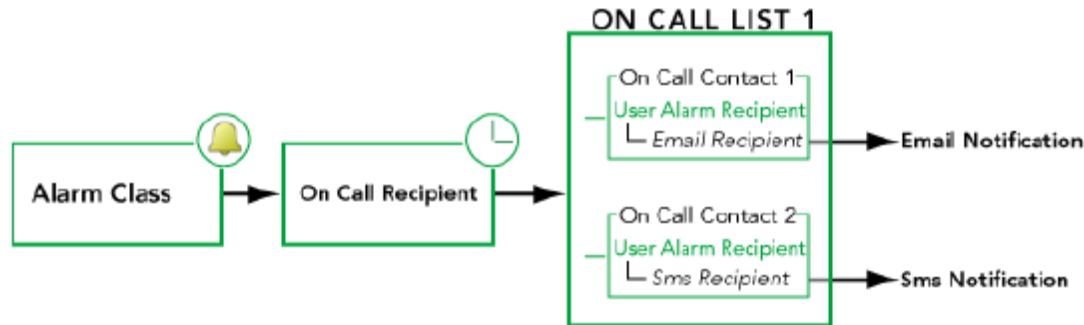 ON CALL LIST 1
On Call Contact 1
User Alarm Recipient
Email Recipient
Email Notification
Alarm Class
On Call Recipient
On Call Contact 2
User Alarm Recipient
Sms Recipient
Sms Notification